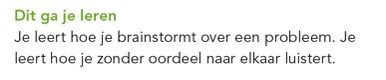 Dit ga je leren
Je leert hoe je brainstormt over een probleem. Je
leert hoe je zonder oordeel naar elkaar luistert.